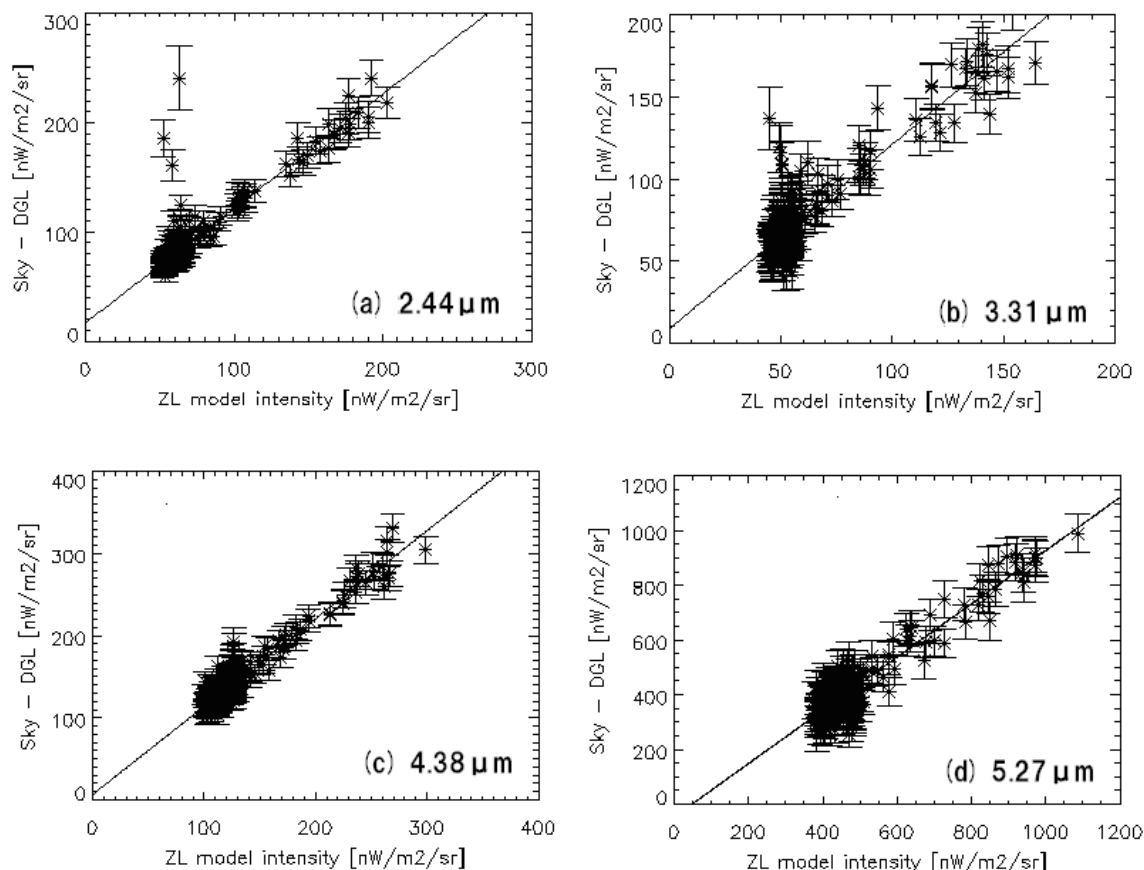 300
200
100
0
Sky – DGL [nW/m2/sr]
(a) 2.44μm
0 100 200 300
ZL model intensity [nW/m2/sr]
200
150
100
50
0
Sky – DGL [nW/m2/sr]
(b) 3.31μm
0 50 100 150 200
ZL model intensity [nW/m2/sr]
400
300
200
100
0
Sky – DGL [nW/m2/sr]
(c) 4.38μm
0 100 200 300 400
ZL model intensity [nW/m2/sr]
1200
1000
800
600
400
200
0
Sky – DGL [nW/m2/sr]
(d) 5.27μm
0 200 400 600 800 1000 1200
ZL model intensity [nW/m2/sr]